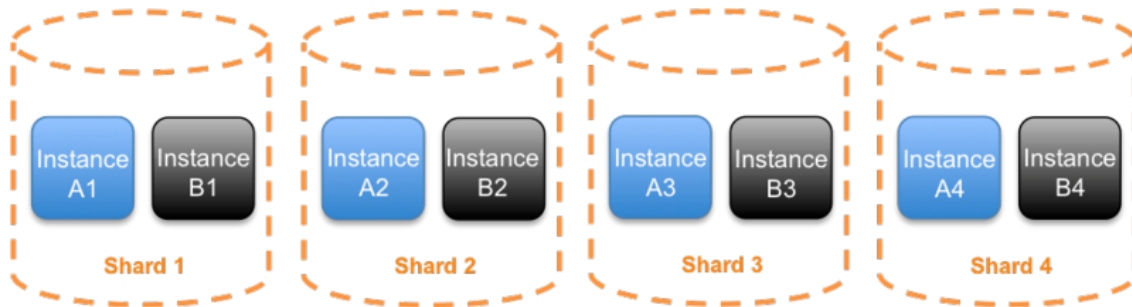 Instance
A1
Instance
B1
Shard 1
Instance
A2
Instance
B2
Shard 2
Instance
A3
Instance
B3
Shard 3
Instance
A4
Instance
B4
Shard 4